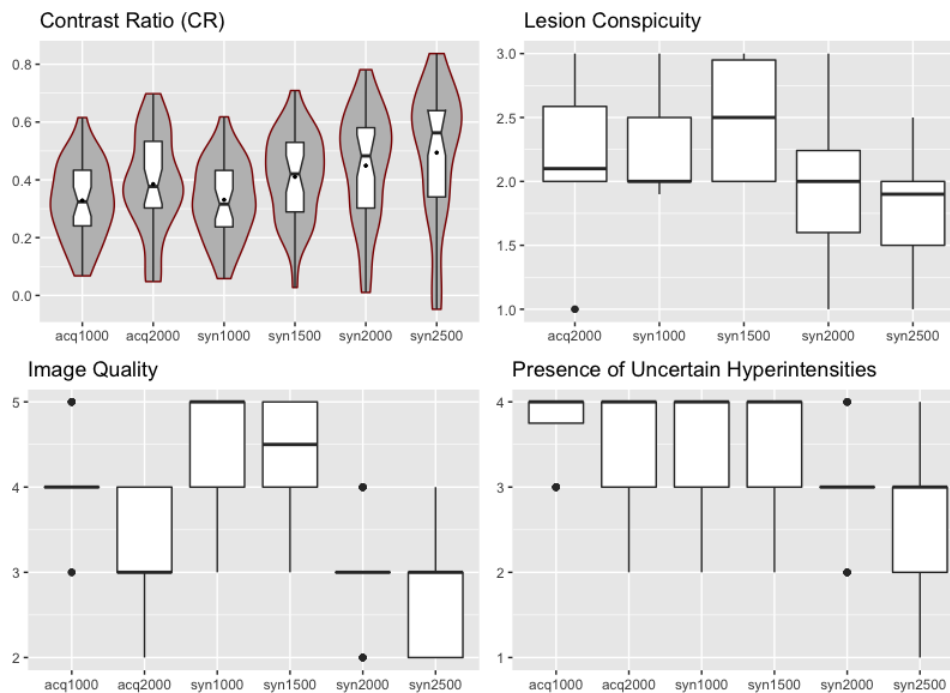 Contrast Ratio (CR)
0.8
0.6
0.4
0.2
0.0
acq1000 acq2000 syn1000 syn1500 syn2000 syn2500
Lesion Conspicuity
3.0
2.5
2.0
1.5
1.0
acq2000 syn1000 syn1500 syn2000 syn2500
Image Quality
5
4
3
2
acq1000 acq2000 syn1000 syn1500 syn2000 syn2500
Presence of Uncertain Hyperintensities
4
3
2
1
acq1000 acq2000 syn1000 syn1500 syn2000 syn2500